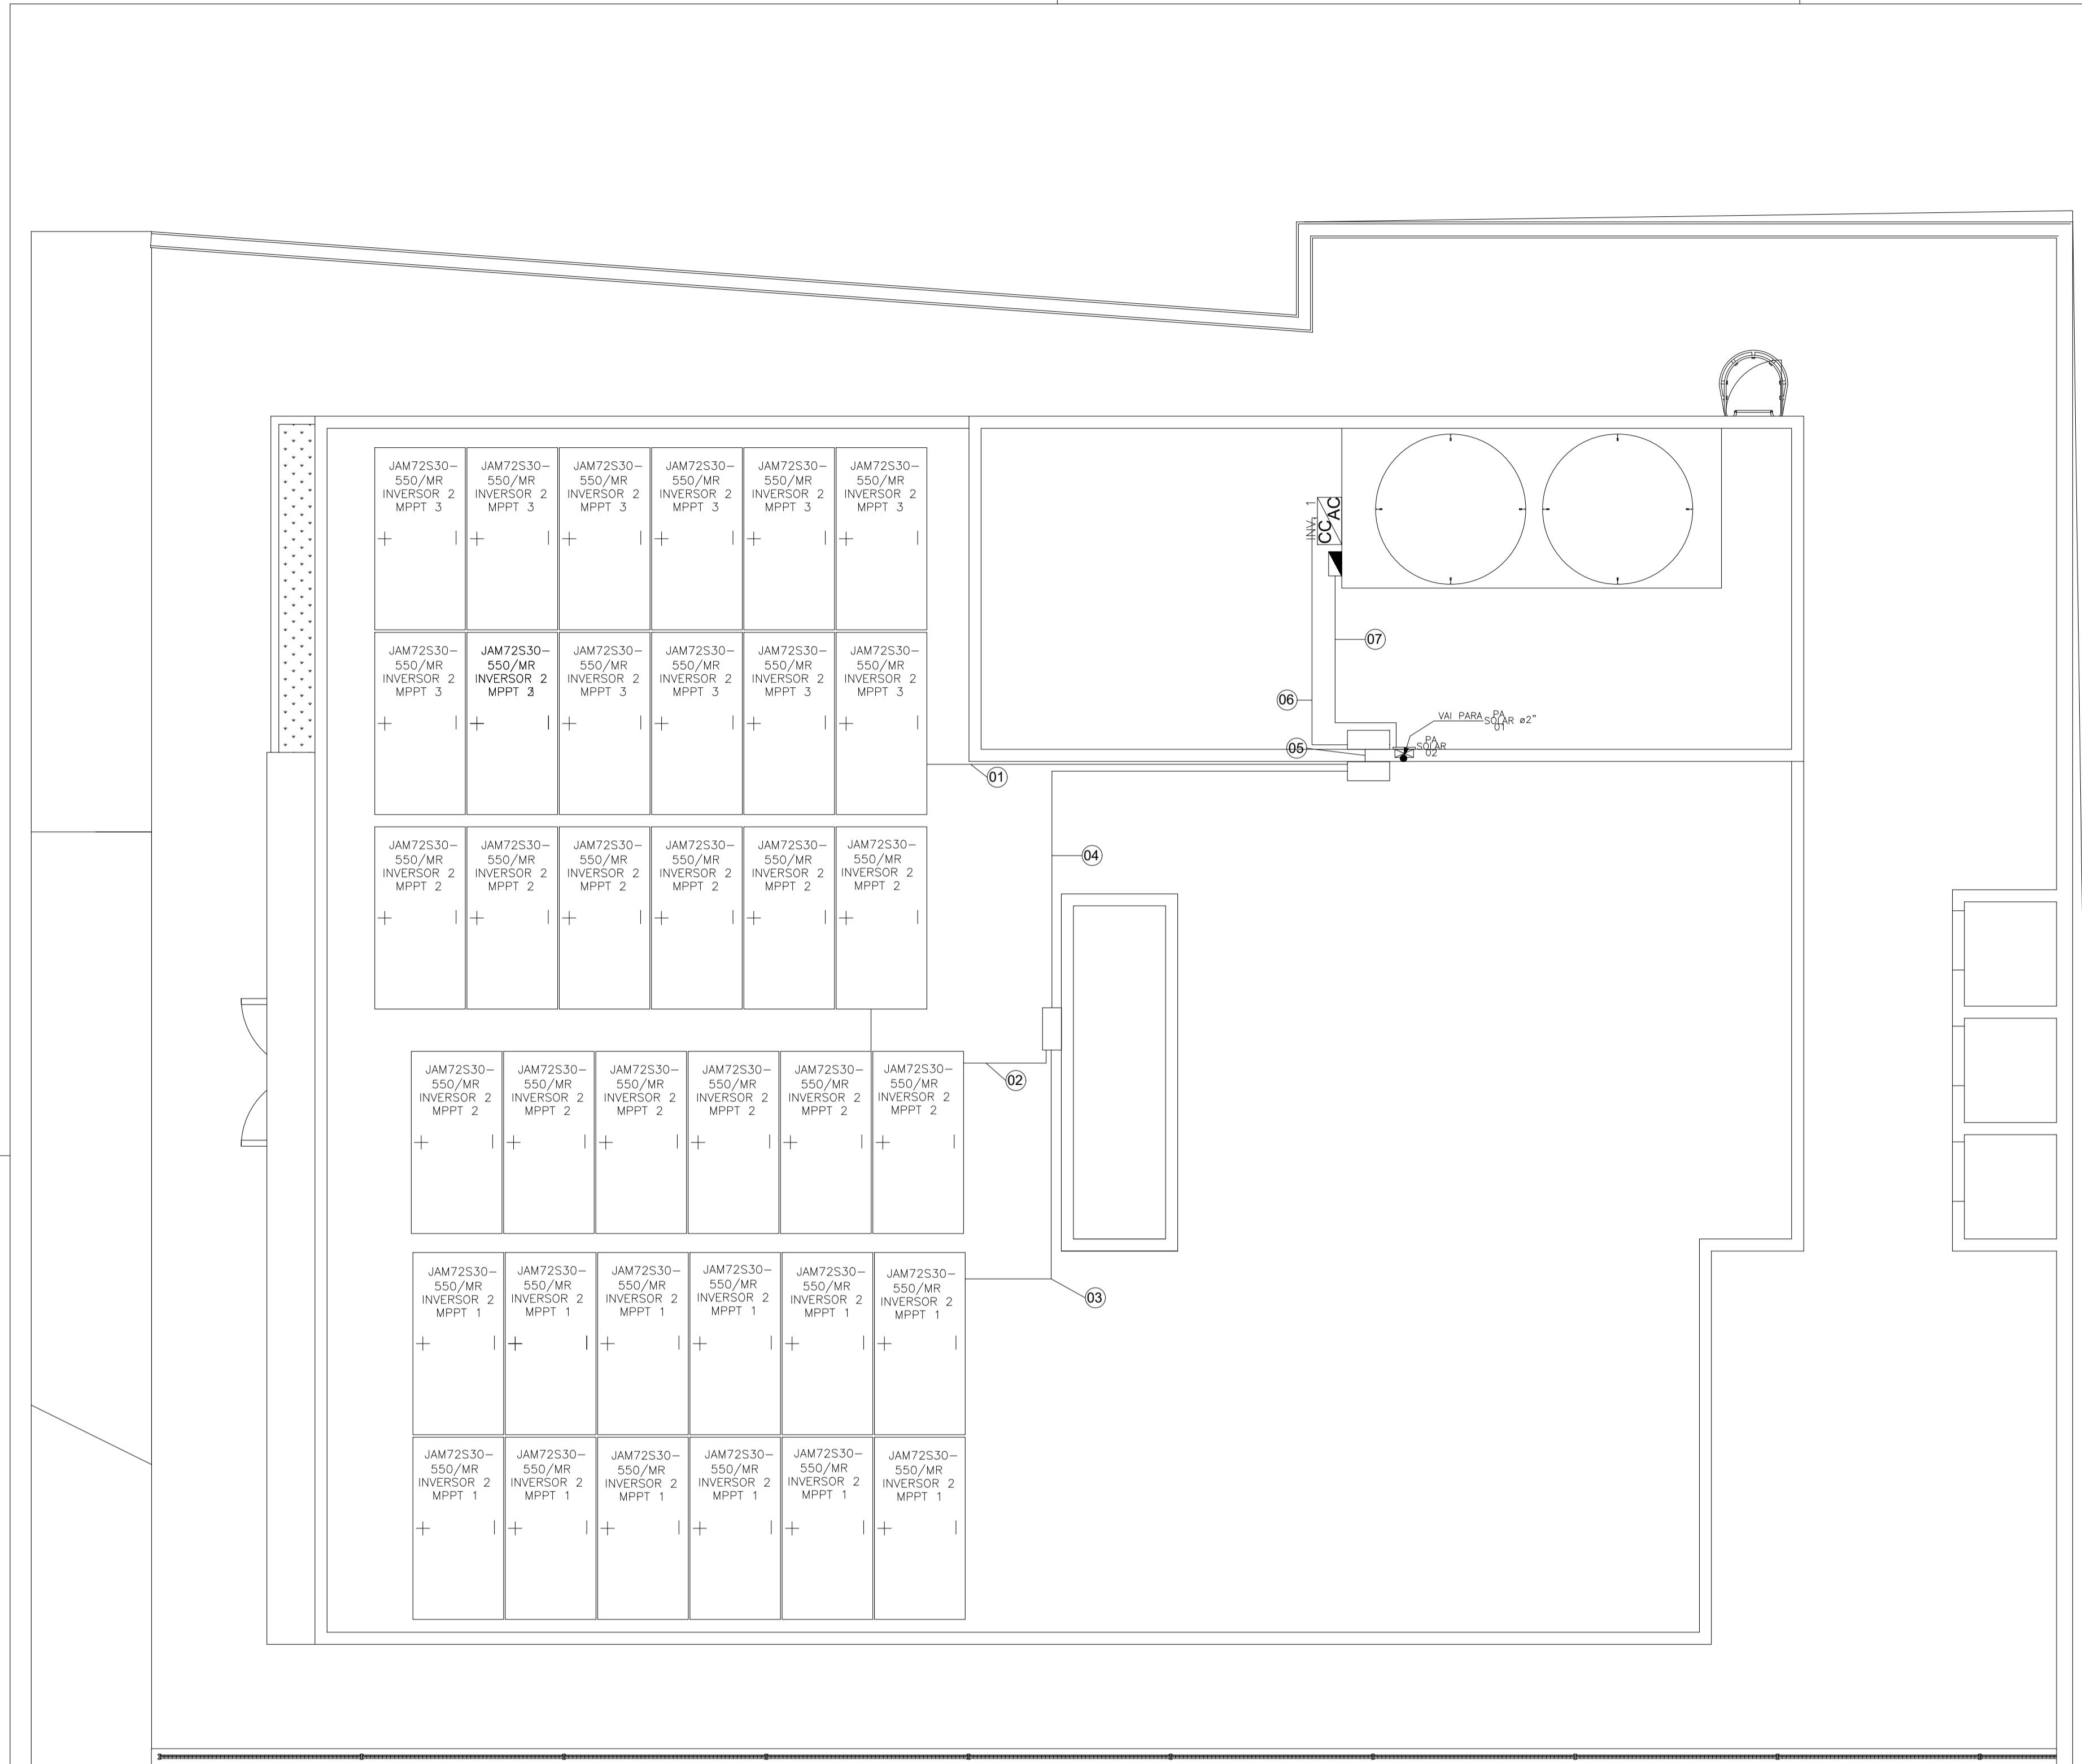 JAM72S30- JAM72S30- JAM72S30- JAM72S30- JAM72S30- JAM72S30-
550/MR 550/MR 550/MR 550/MR 550/MR 550/MR
INVERSOR 2 INVERSOR 2 INVERSOR 2 INVERSOR 2 INVERSOR 2 INVERSOR 2
MPPT 3 MPPT 3 MPPT 3 MPPT 3 MPPT 3 MPPT 3
INV. 1
CC AC
JAM72S30- JAM72S30- JAM72S30- JAM72S30- JAM72S30- JAM72S30-
550/MR 550/MR 550/MR 550/MR 550/MR 550/MR
INVERSOR 2 INVERSOR 2 INVERSOR 2 INVERSOR 2 INVERSOR 2 INVERSOR 2
MPPT 3 MPPT MPPT 3 MPPT 3 MPPT 3 MPPT 3
07
06
VAI PARA PA SOLAR 01 ø2"
05
PA
SOLAR
02
01
JAM72S30- JAM72S30- JAM72S30- JAM72S30- JAM72S30- JAM72S30-
550/MR 550/MR 550/MR 550/MR 550/MR 550/MR
INVERSOR 2 INVERSOR 2 INVERSOR 2 INVERSOR 2 INVERSOR 2 INVERSOR 2
MPPT 2 MPPT 2 MPPT 2 MPPT 2 MPPT 2 MPPT 2
04
JAM72S30- JAM72S30- JAM72S30- JAM72S30- JAM72S30- JAM72S30-
550/MR 550/MR 550/MR 550/MR 550/MR 550/MR
INVERSOR 2 INVERSOR 2 INVERSOR 2 INVERSOR 2 INVERSOR 2 INVERSOR 2
MPPT 2 MPPT 2 MPPT 2 MPPT 2 MPPT 2 MPPT 2
02
JAM72S30- JAM72S30- JAM72S30- JAM72S30- JAM72S30- JAM72S30-
550/MR 550/MR 550/MR 550/MR 550/MR 550/MR
INVERSOR 2 INVERSOR 2 INVERSOR 2 INVERSOR 2 INVERSOR 2 INVERSOR 2
MPPT 1 MPPT 1 MPPT 1 MPPT 1 MPPT 1 MPPT 1
03
JAM72S30- JAM72S30- JAM72S30- JAM72S30- JAM72S30- JAM72S30-
550/MR 550/MR 550/MR 550/MR 550/MR 550/MR
INVERSOR 2 INVERSOR 2 INVERSOR 2 INVERSOR 2 INVERSOR 2 INVERSOR 2
MPPT 1 MPPT 1 MPPT 1 MPPT 1 MPPT 1 MPPT 1